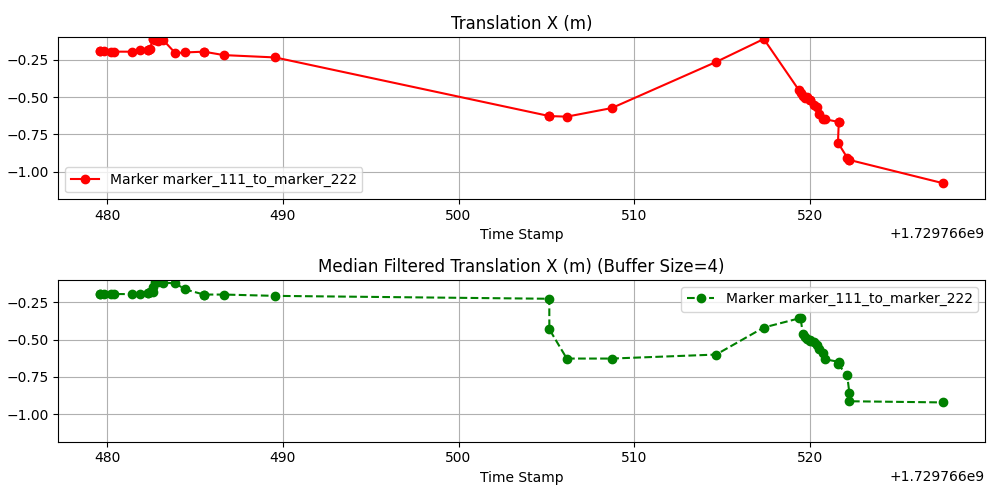 Translation X (m)
−0.25
−0.50
−0.75
−1.00
Marker marker_111_to_marker_222
480 490 500 510 520
Time Stamp
+1.729766e9
Median Filtered Translation X (m) (Buffer Size=4)
−0.25
−0.50
−0.75
−1.00
Marker marker_111_to_marker_222
480 490 500 510 520
Time Stamp
+1.729766e9